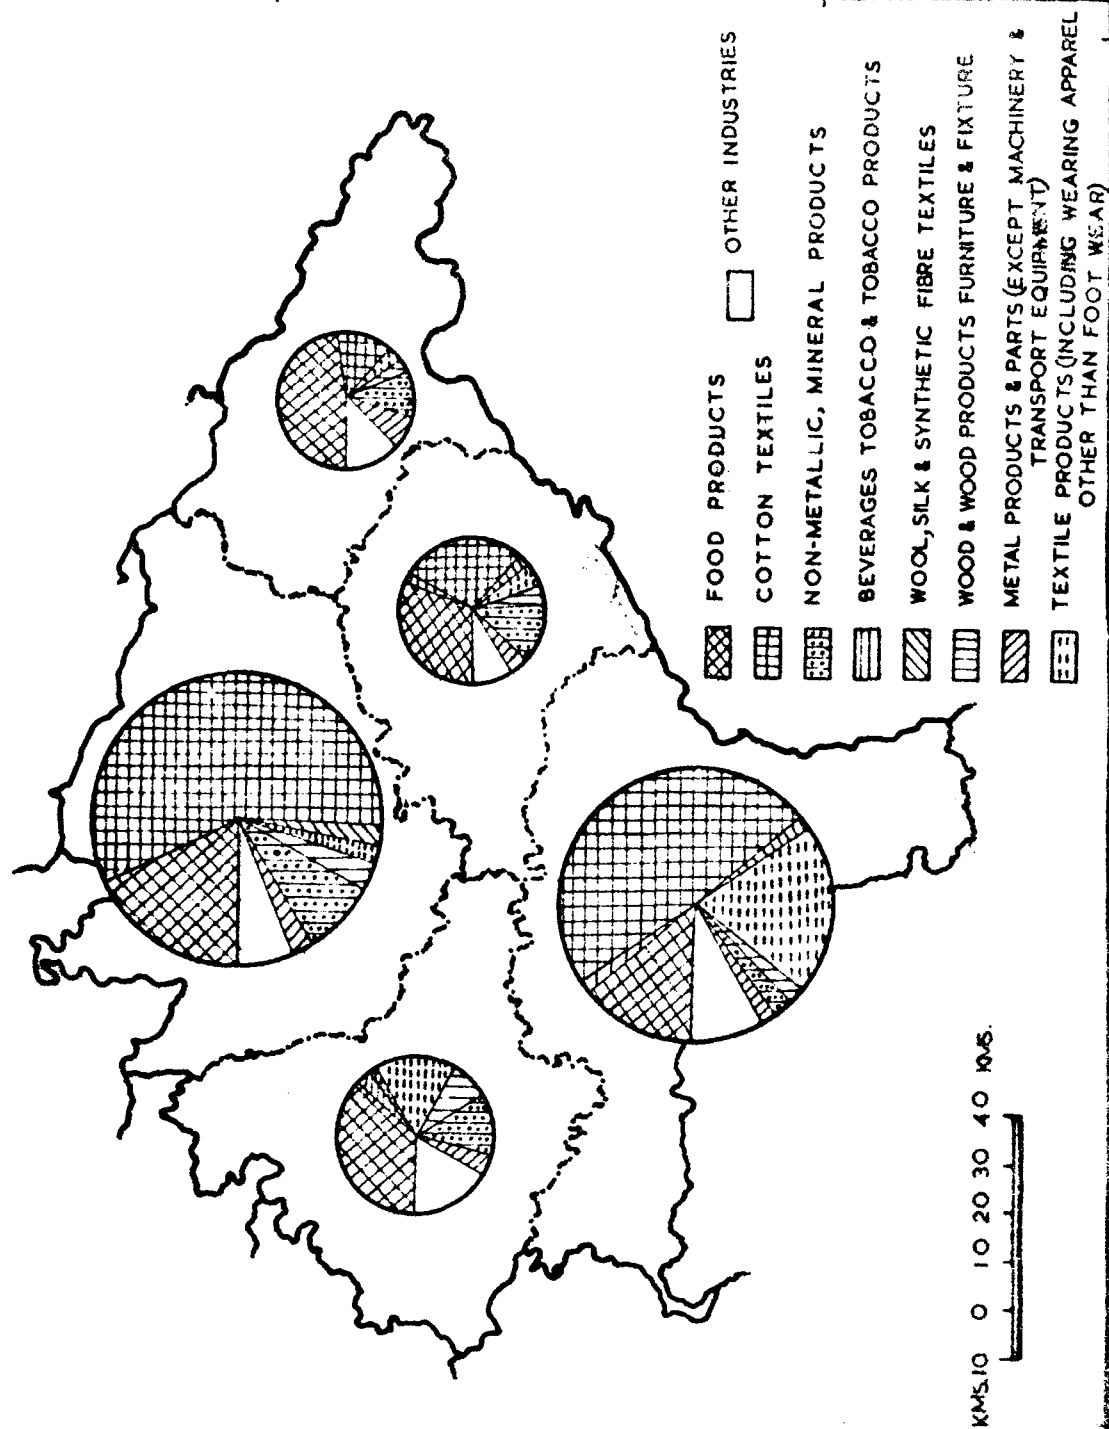 FOOD PRODUCTS
OTHER INDUSTRIES
COTTON TEXTILES
NON-METALLIC, MINERAL PRODUCTS
BEVERAGES TOBACCO & TOBACCO PRODUCTS
WOOL, SILK & SYNTHETIC FIBRE TEXTILES
WOOD & WOOD PRODUCTS FURNITURE & FIXTURE
METAL PRODUCTS & PARTS (EXCEPT MACHINERY &
TRANSPORT EQUIPMENT)
TEXTILE PRODUCTS (INCLUDING WEARING APPAREL
OTHER THAN FOOT WEAR)
KMS.10 0 10 20 30 40 KMS.